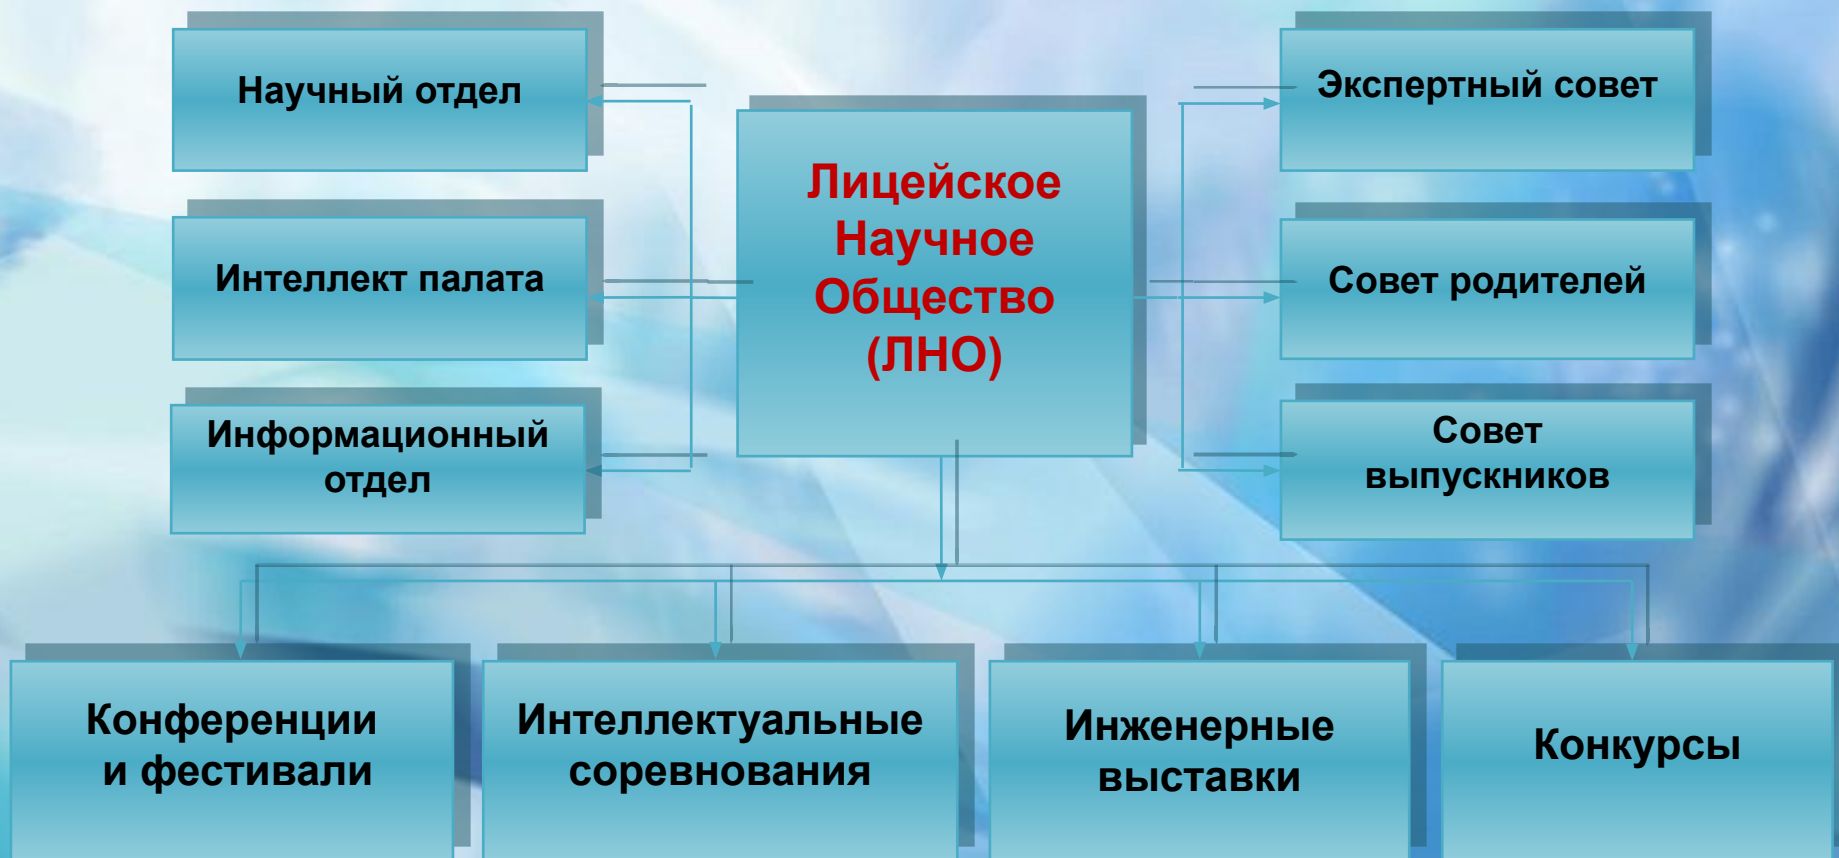 Научный отдел
Интеллект палата
Информационный
отдел
Лицейское
Научное
Общество
(ЛНО)
Экспертный совет
Совет родителей
Совет
выпускников
Конференции
и фестивали
Интеллектуальные
соревнования
Инженерные
выставки
Конкурсы